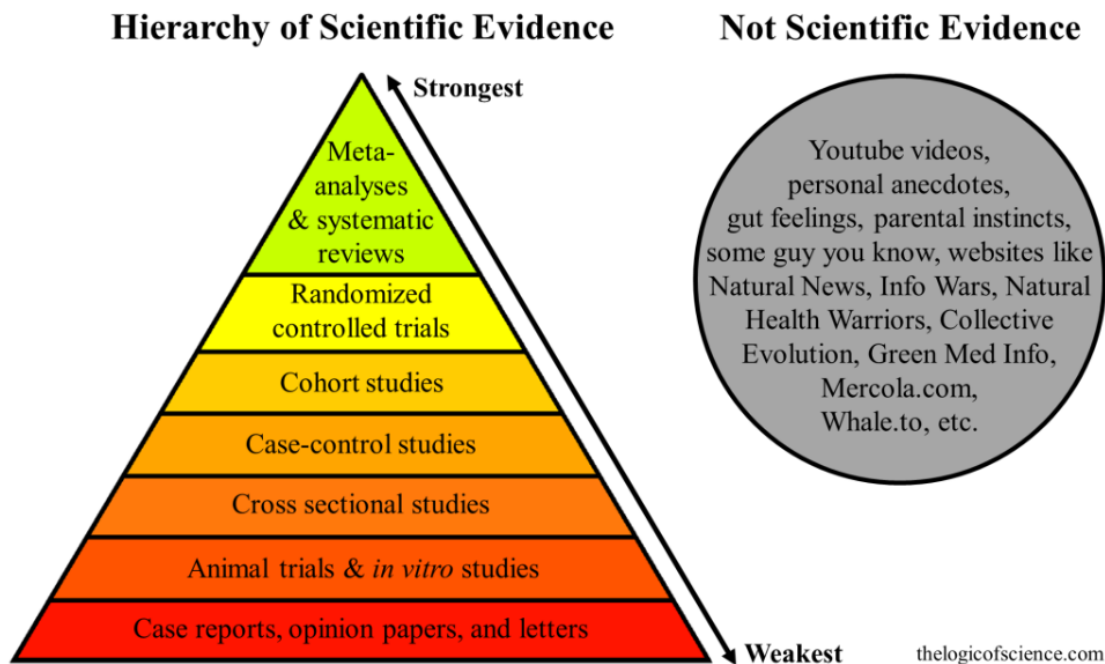 Hierarchy of Scientific Evidence
Strongest
Meta-
analyses
& systematic
reviews
Randomized
controlled trials
Cohort studies
Case-control studies
Cross sectional studies
Animal trials & in vitro studies
Case reports, opinion papers, and letters
Weakest
Not Scientific Evidence
Youtube videos,
personal anecdotes,
gut feelings, parental instincts,
some guy you know, websites like
Natural News, Info Wars, Natural
Health Warriors, Collective
Evolution, Green Med Info,
Mercola.com,
Whale.to, etc.
thelogicofscience.com